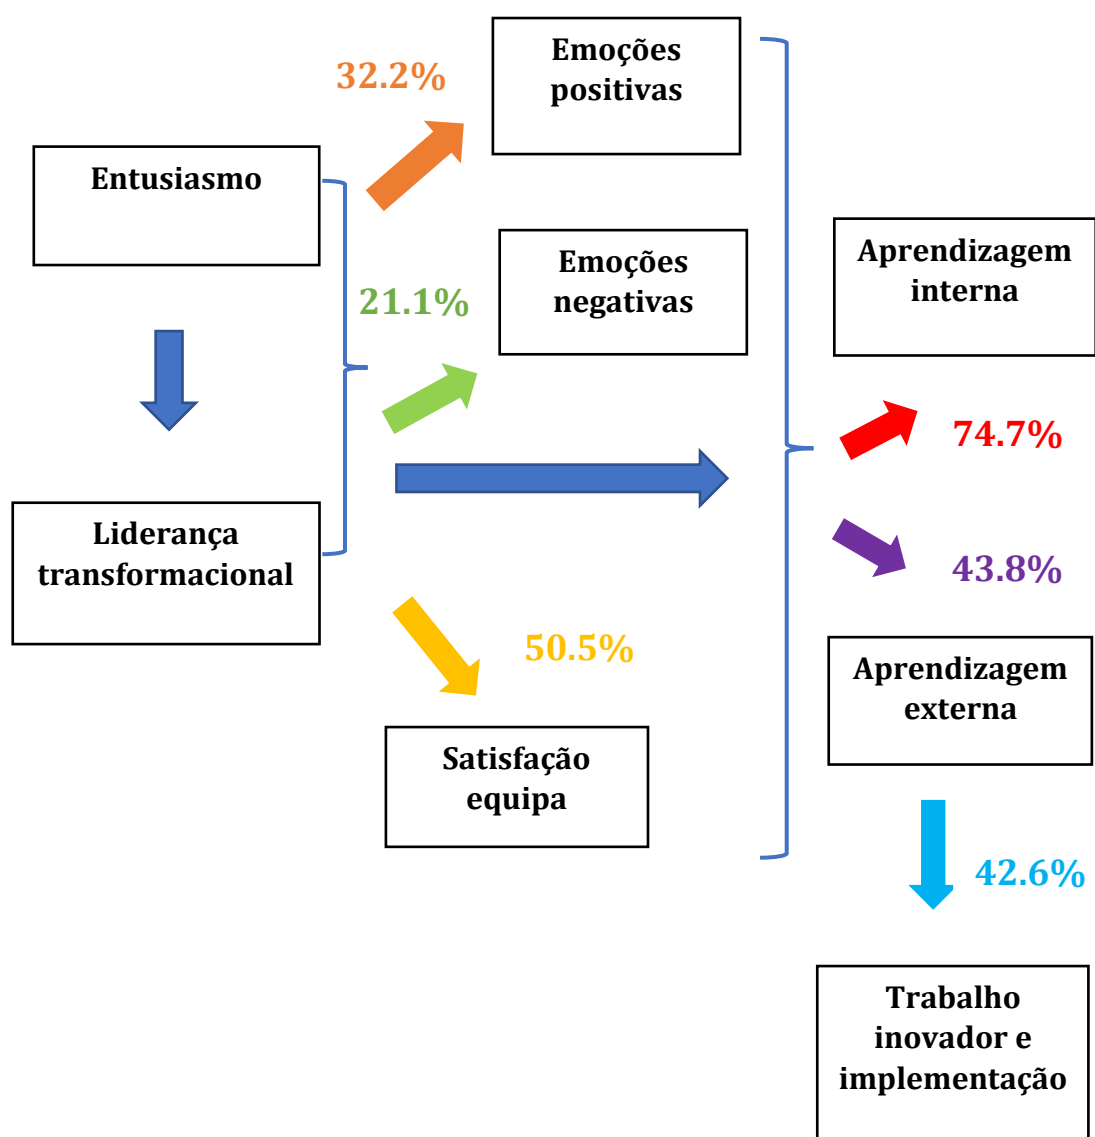 Emoções
positivas
32.2%
Entusiasmo
Emoções
negativas
21.1%
Aprendizagem
interna
74.7%
Liderança
transformacional
43.8%
50.5%
Aprendizagem
externa
Satisfação
equipa
42.6%
Trabalho
inovador e
implementação